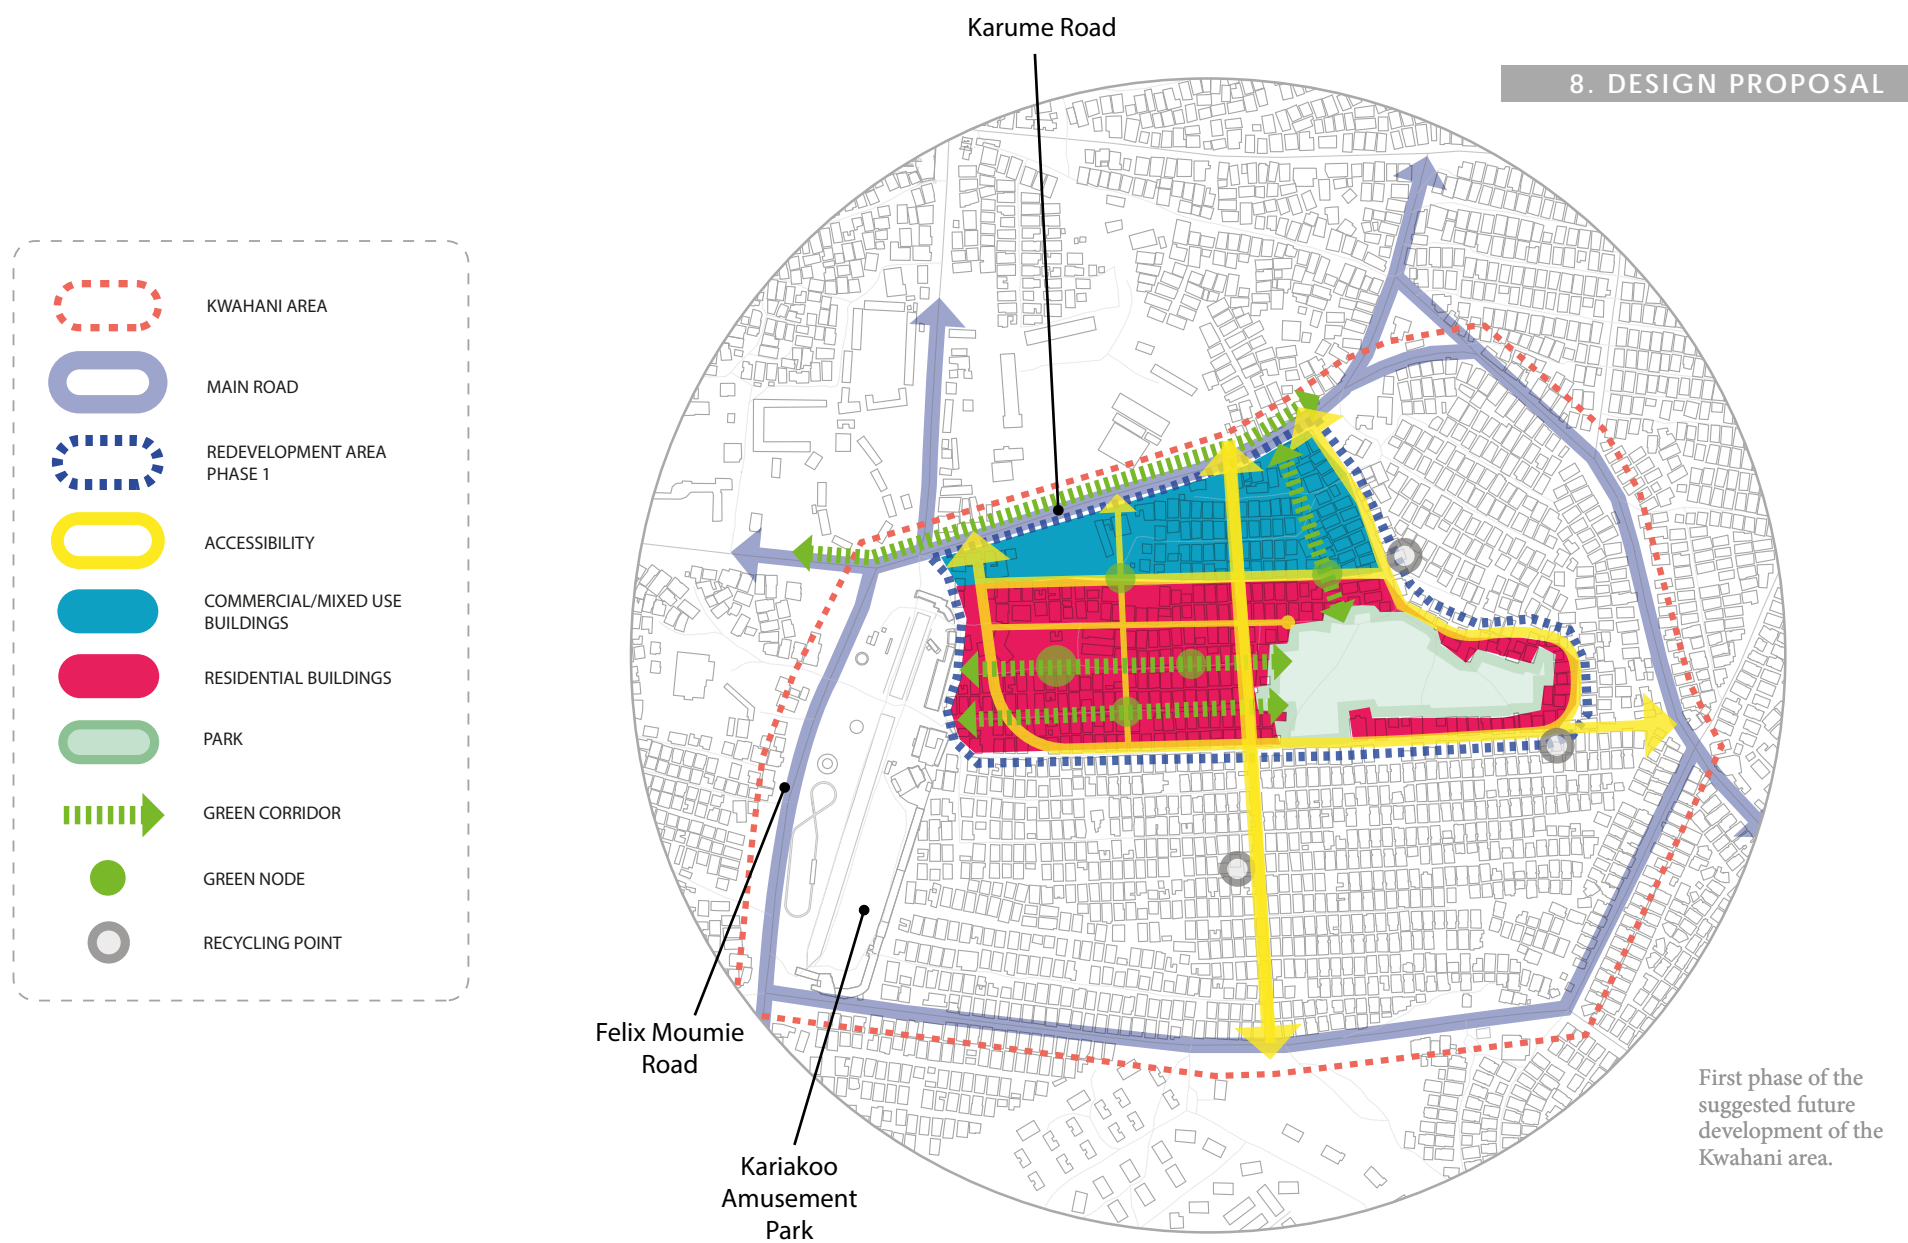 Karume Road
8. DESIGN PROPOSAL
KWAHANI AREA
MAIN ROAD
REDEVELOPMENT AREA
PHASE 1
ACCESSIBILITY
COMMERCIAL/MIXED USE
BUILDINGS
RESIDENTIAL BUILDINGS
PARK
GREEN CORRIDOR
GREEN NODE
RECYCLING POINT
Felix Moumie
Road
Kariakoo
Amusement
Park
First phase of the
suggested future
development of the
Kwahani area.